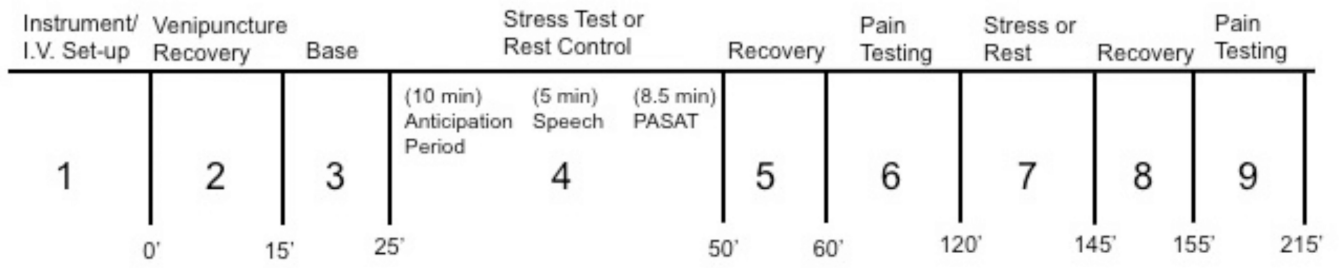 Instrument/
I.V. Set-up
Venipuncture
Recovery
Base
Stress Test or
Rest Control
Recovery
Pain
Testing
Stress or
Rest
Recovery
Pain
Testing
(10 min)
Anticipation
Period
(5 min)
Speech
(8.5 min)
PASAT
1 2 3 4 5 6 7 8 9
0' 15' 25' 50' 60' 120' 145' 155' 215'